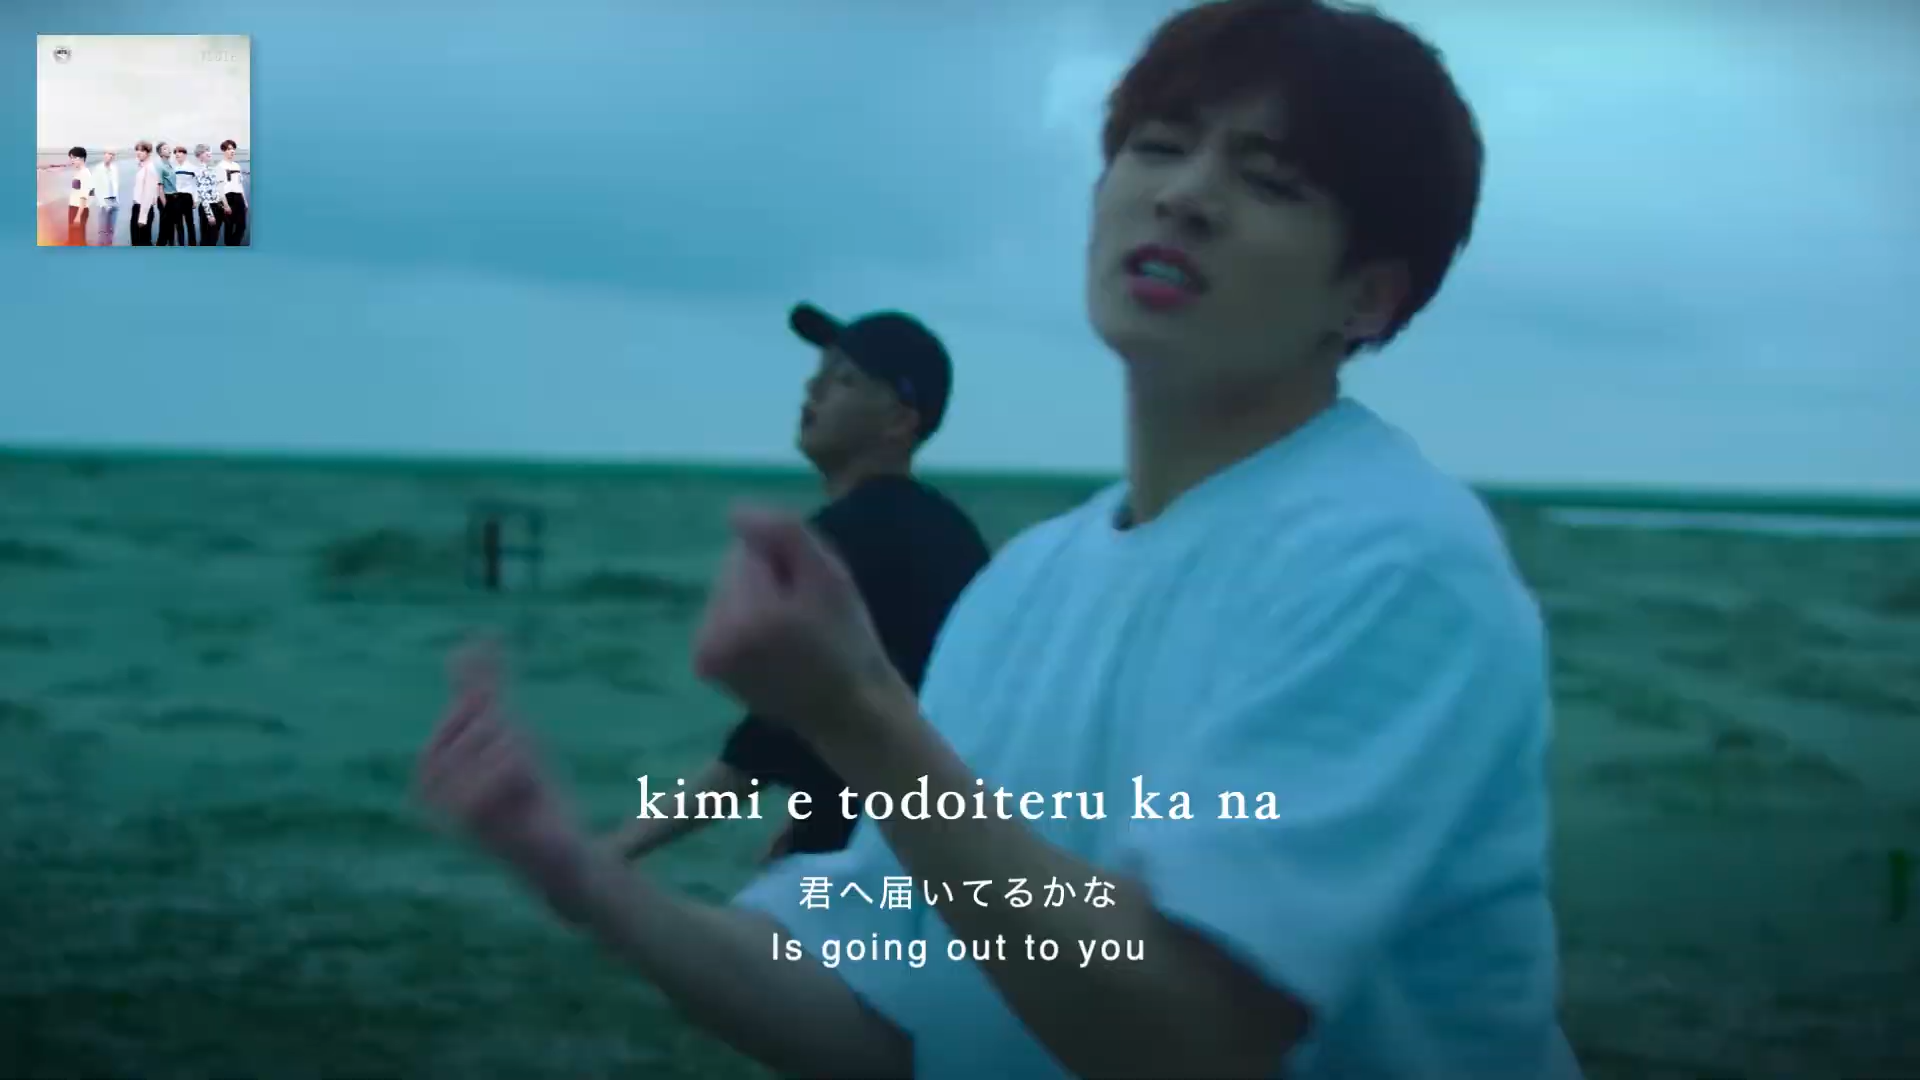 kimi e todoiteru ka na
君へ届いてるかな
Is going out to you